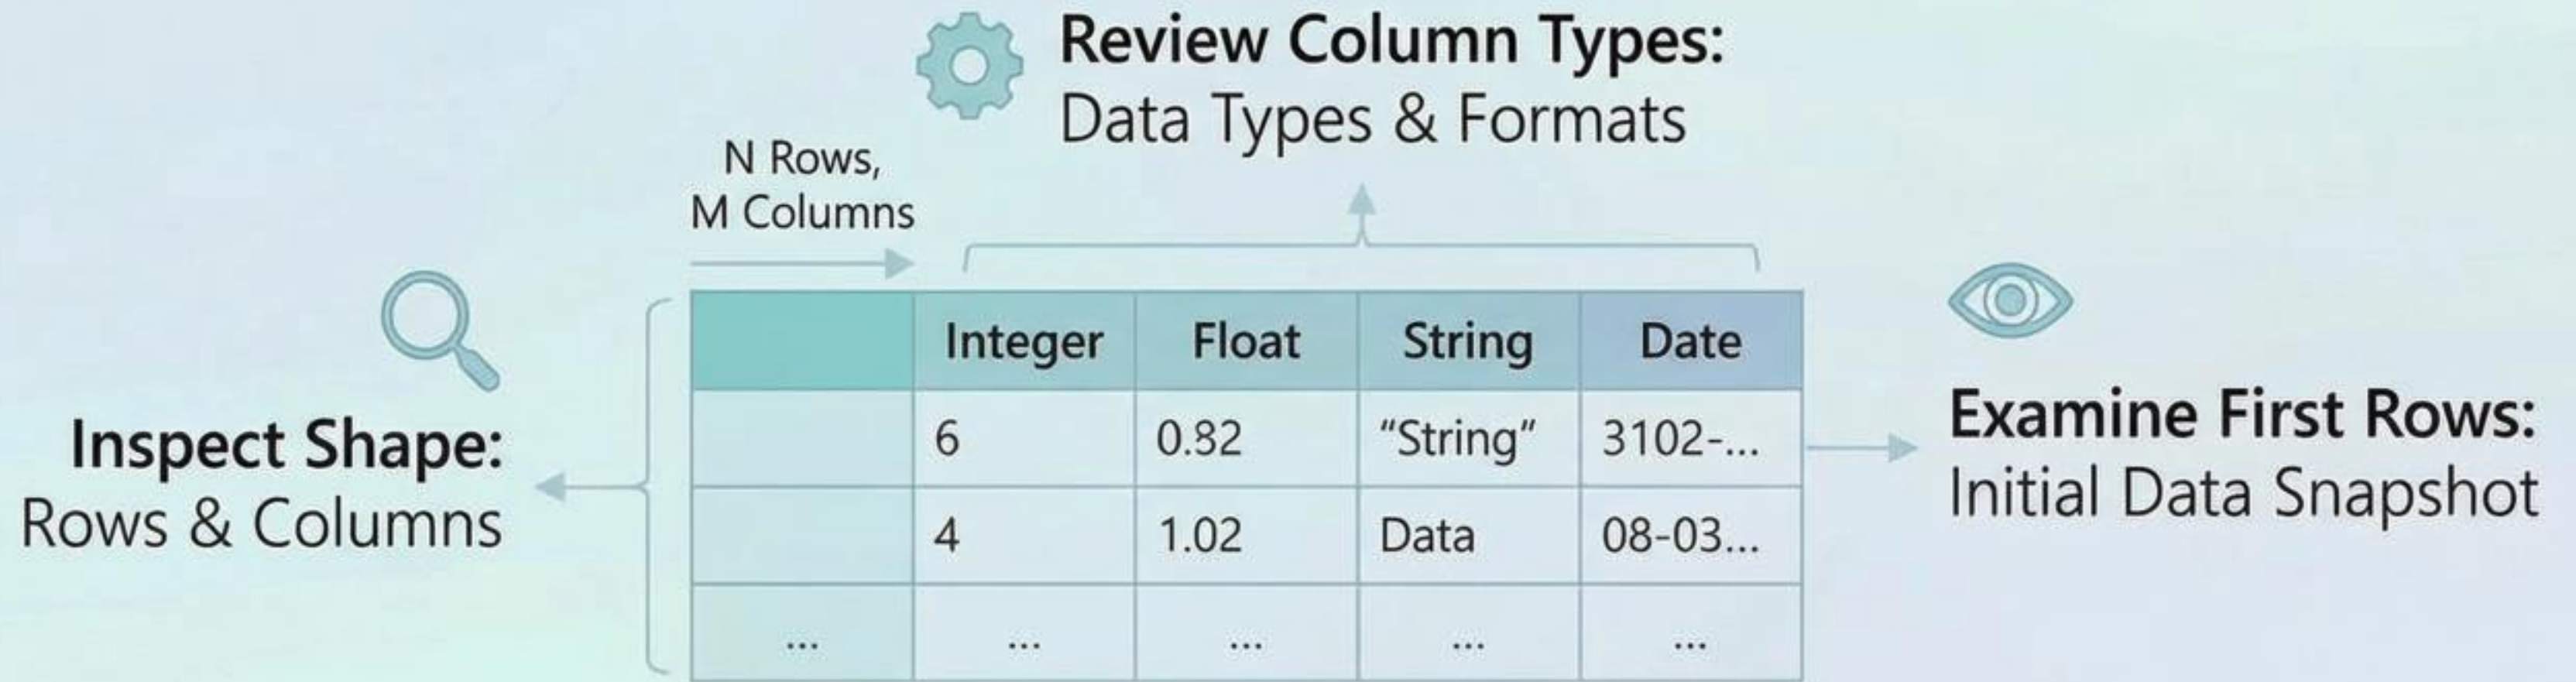 Review Column Types:
Data Types & Formats
N Rows,
M Columns
Inspect Shape:
Rows & Columns
Integer Float String Date
6 0.82 “String” 3102-...
4 1.02 Data 08-03...
... ... ... ... ...
Examine First Rows:
Initial Data Snapshot